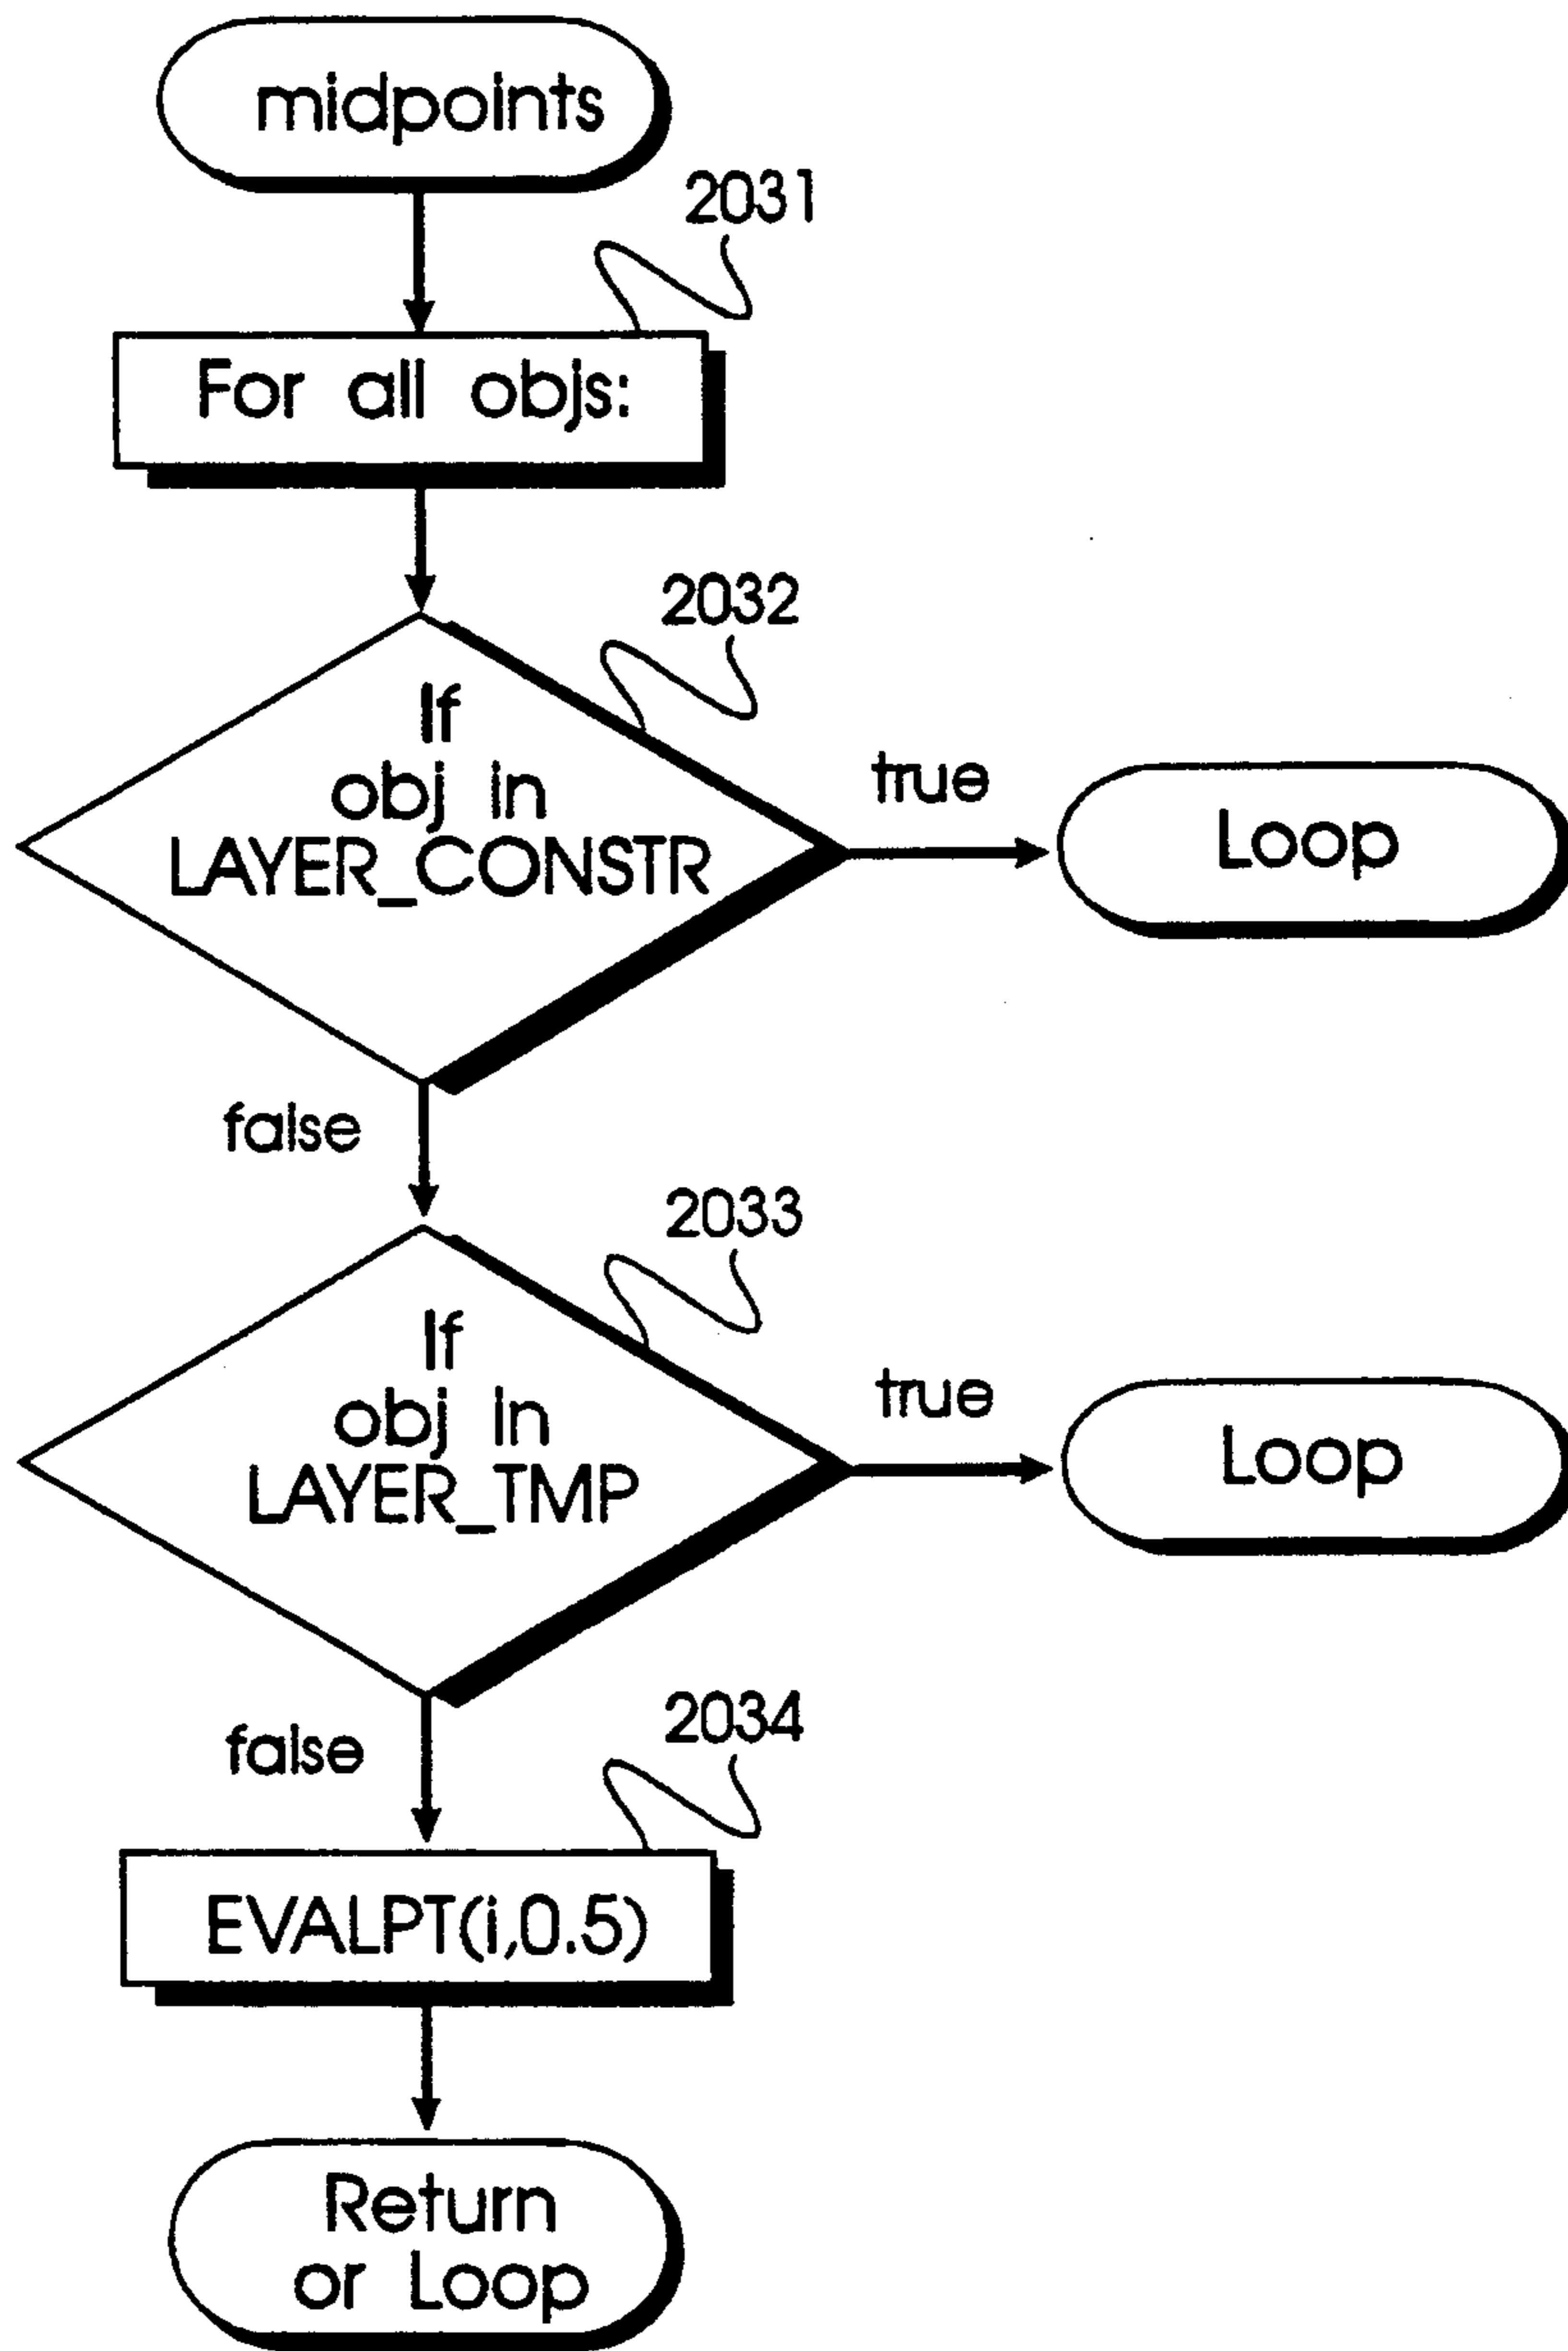 midpoints
2031
For all objs:
2032
If
obj in
LAYER_CONSTR
true
Loop
false
2033
If
obj in
LAYER_TMP
true
Loop
false
2034
EVALPT(i,0.5)
Return
or Loop